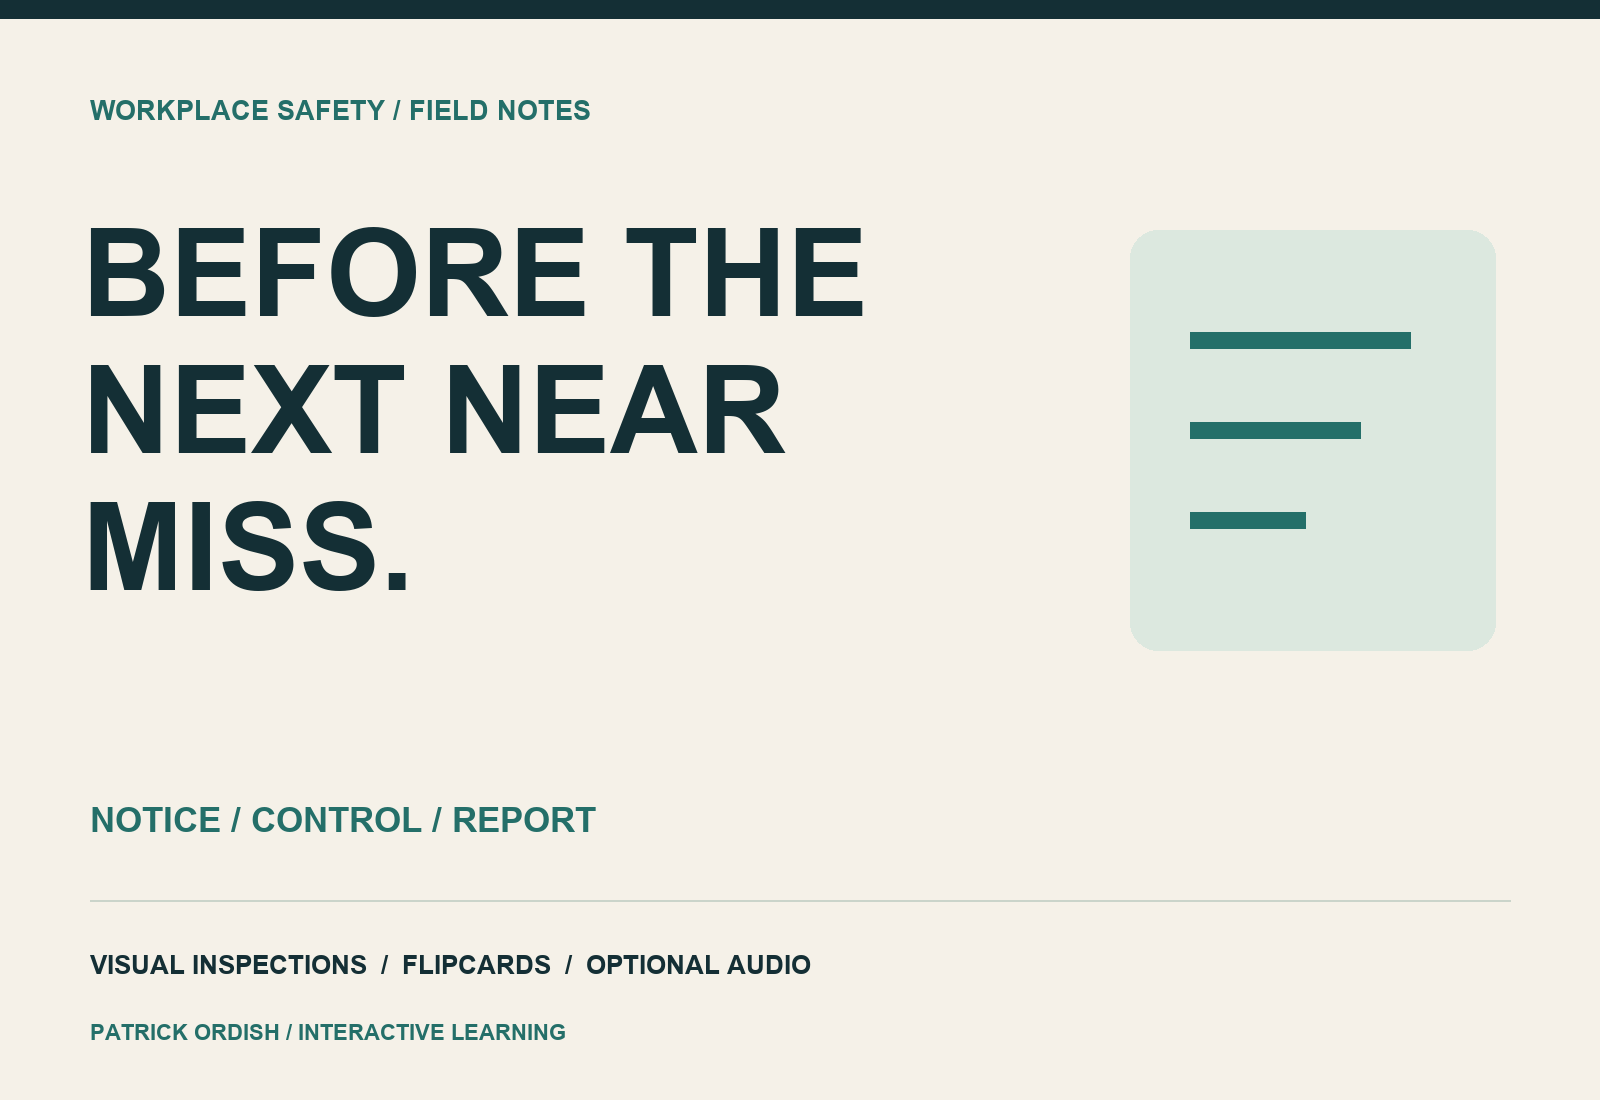 WORKPLACE SAFETY / FIELD NOTES
BEFORE THE
NEXT NEAR
MISS.
NOTICE / CONTROL / REPORT
VISUAL INSPECTIONS / FLIPCARDS / OPTIONAL AUDIO
PATRICK ORDISH / INTERACTIVE LEARNING